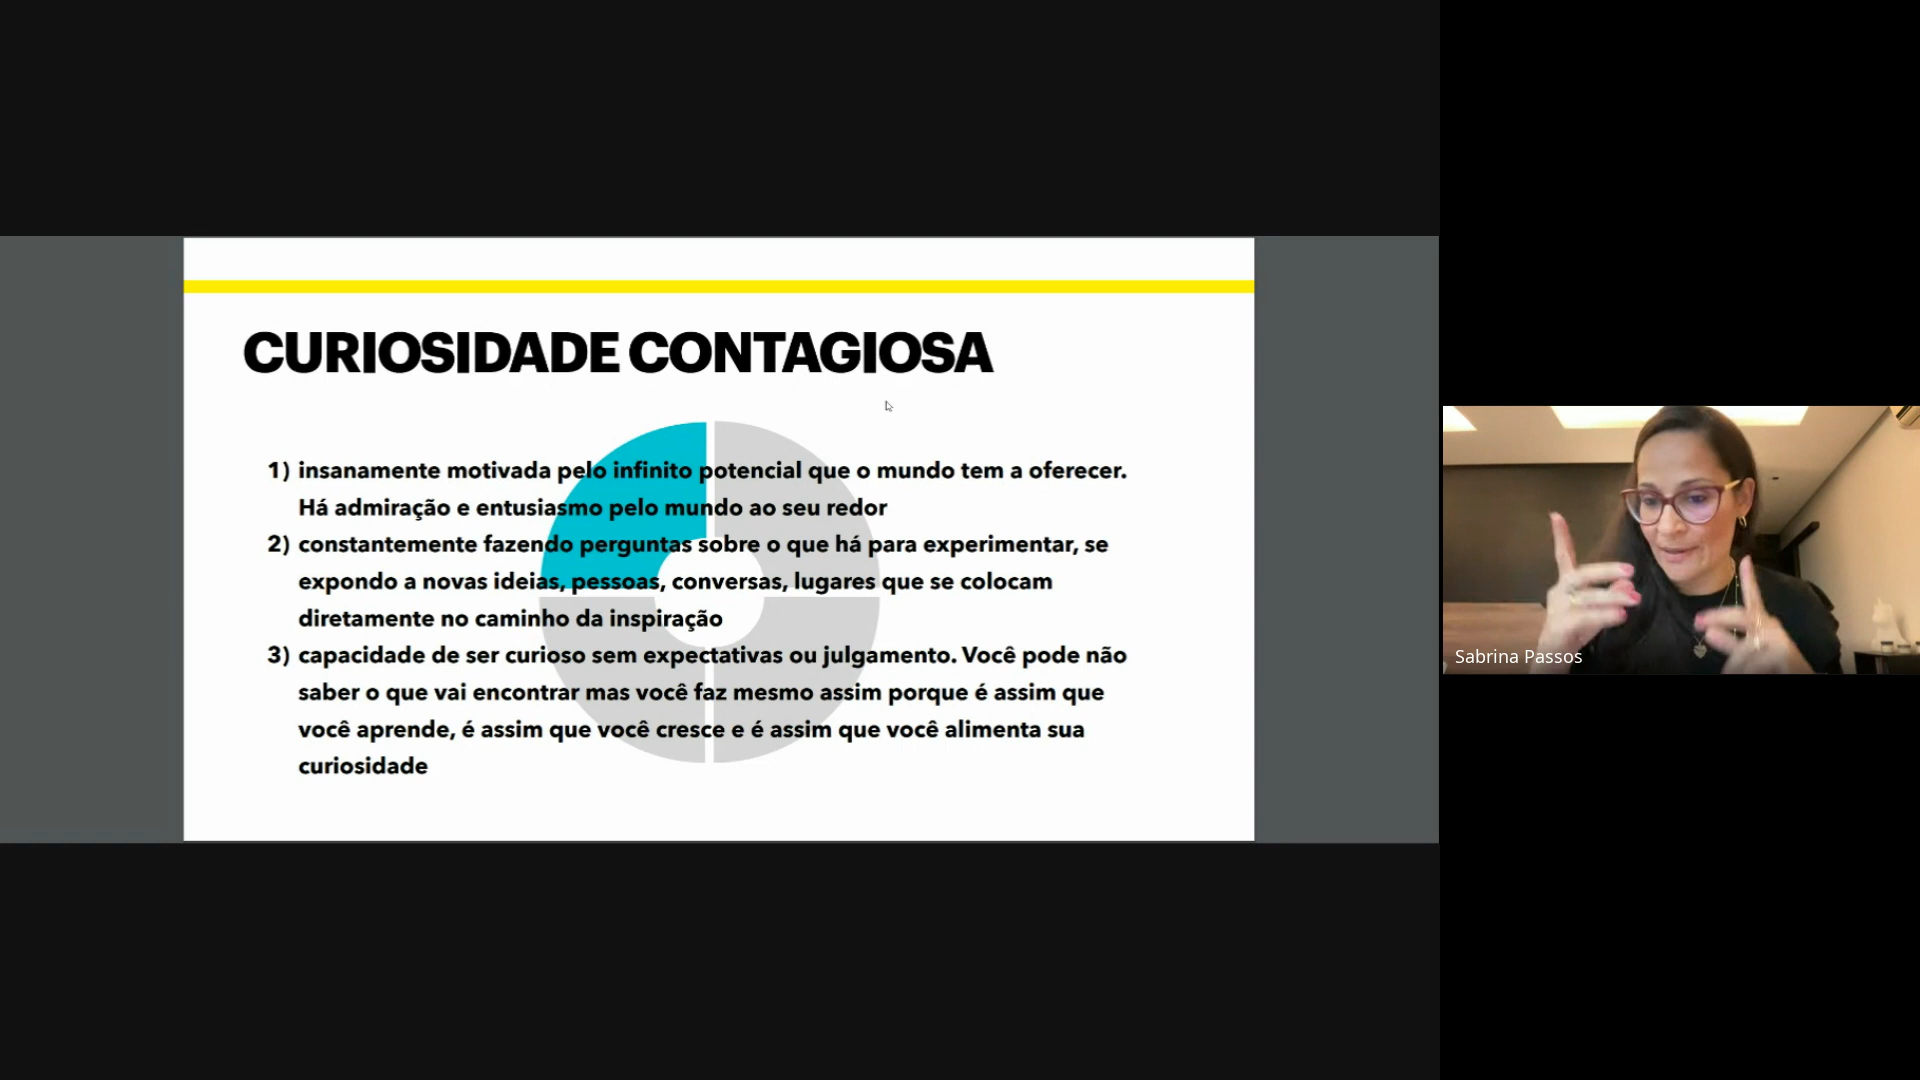 CURIOSIDADE CONTAGIOSA
1) insanamente motivada pelo infinito potencial que o mundo tem a oferecer.
Há admiração e entusiasmo pelo mundo ao seu redor
2) constantemente fazendo perguntas sobre o que há para experimentar, se
expondo a novas ideias, pessoas, conversas, lugares que se colocam
diretamente no caminho da inspiração
3) capacidade de ser curioso sem expectativas ou julgamento. Você pode não
saber o que vai encontrar mas você faz mesmo assim porque é assim que
você aprende, é assim que você cresce e é assim que você alimenta sua
curiosidade
Sabrina Passos